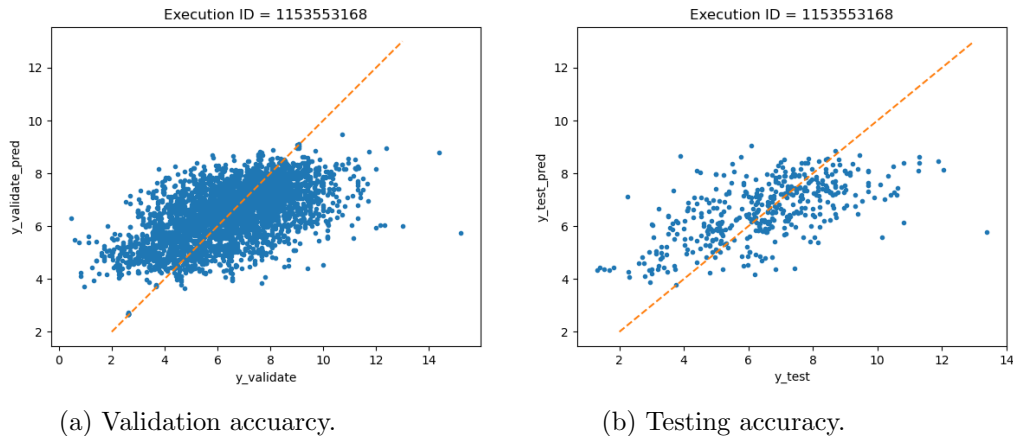 Execution ID = 1153553168
12
10
8
6
4
2
y_validate_pred
0 2 4 6 8 10 12 14
y_validate
(a) Validation accuarcy.
Execution ID = 1153553168
12
10
8
6
4
2
y_test_pred
2 4 6 8 10 12 14
y_test
(b) Testing accuracy.